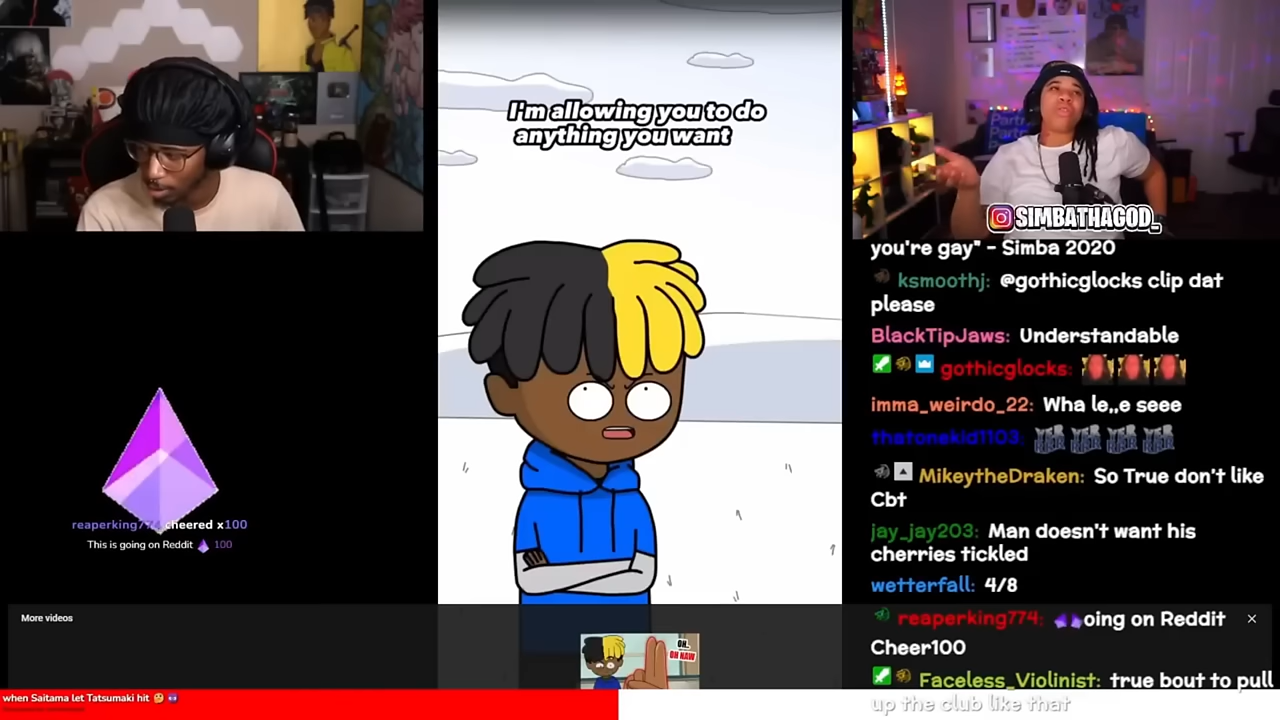 I'm allowing you to do
anything you want
SIMBATHAGOD_
you're gay" - Simba 2020
ksmoothj: @gothicglocks clip dat
please
BlackTipJaws: Understandable
gothicglocks:
imma_weirdo_22: Wha le,,e seee
thatonekid1103:
MikeytheDraken: So True don't like
Cbt
jay_jay203: Man doesn't want his
cherries tickled
wetterfall: 4/8
reaperking774: oing on Reddit
Cheer100
Faceless_Violinist: true bout to pull
up the club like that
cheered x100
This is going on Reddit 100
More videos
OH..
OH NAW
when Saitama let Tatsumaki hit